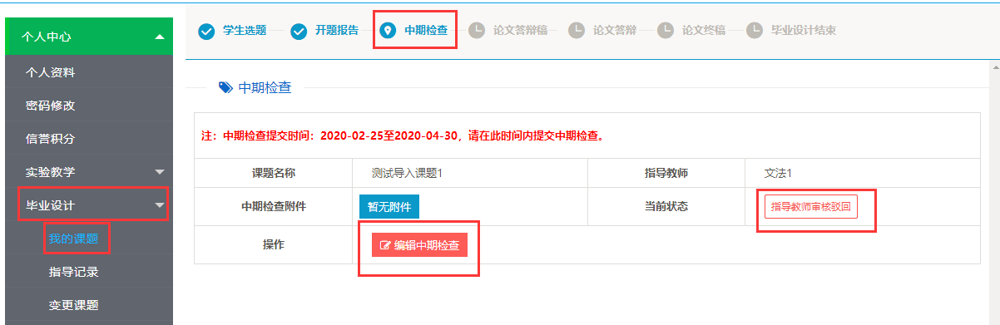 个人中心
个人资料
密码修改
信誉积分
实验教学
毕业设计
我的课题
指导记录
变更课题
学生选题 开题报告 中期检查 论文答辩稿 论文答辩 论文终稿 毕业设计结束
中期检查
注：中期检查提交时间：2020-02-25至2020-04-30，请在此时间内提交中期检查。
课题名称 测试导入课题1 指导教师 文法1
中期检查附件 暂无附件 当前状态 指导教师审核驳回
操作 编辑中期检查